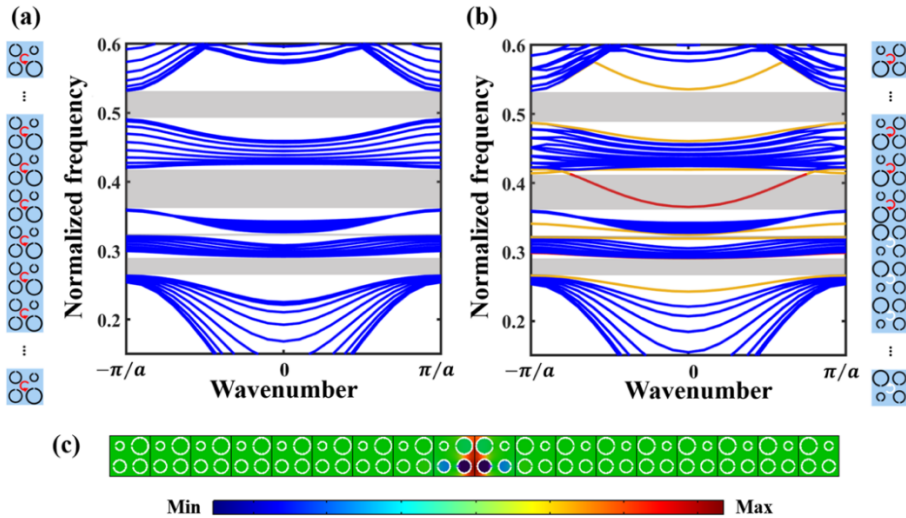 (a)
(b)
Normalized frequency
0.6
0.5
0.4
0.3
0.2
−π/a
0
π/a
Wavenumber
...
...
Normalized frequency
0.6
0.5
0.4
0.3
0.2
−π/a
0
π/a
Wavenumber
...
...
(c)
Min
Max